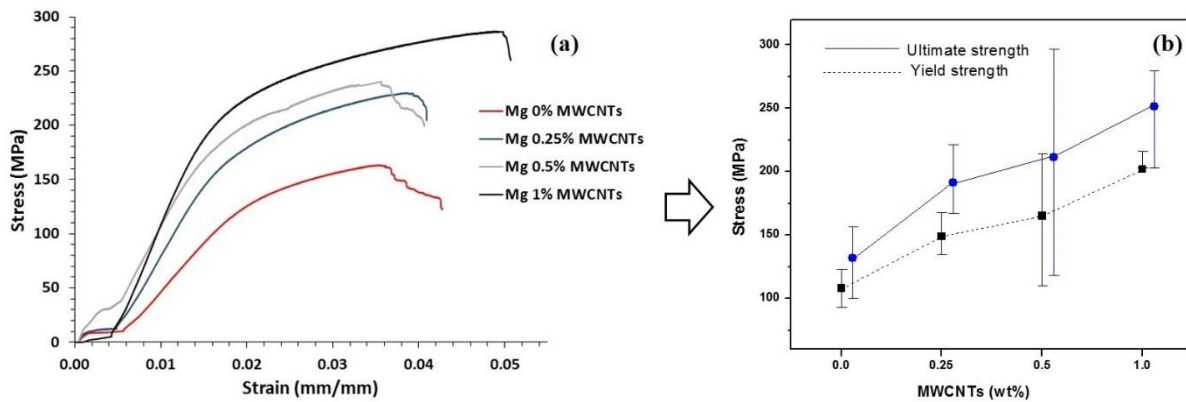 300
250
200
150
100
50
0
Stress (MPa)
0.00 0.01 0.02 0.03 0.04 0.05
Strain (mm/mm)
(a)
Mg 0% MWCNTs
Mg 0.25% MWCNTs
Mg 0.5% MWCNTs
Mg 1% MWCNTs
(b)
Ultimate strength
Yield strength
300
250
200
150
100
Stress (MPa)
0.0 0.25 0.6 1.0
MWCNTs (wt%)